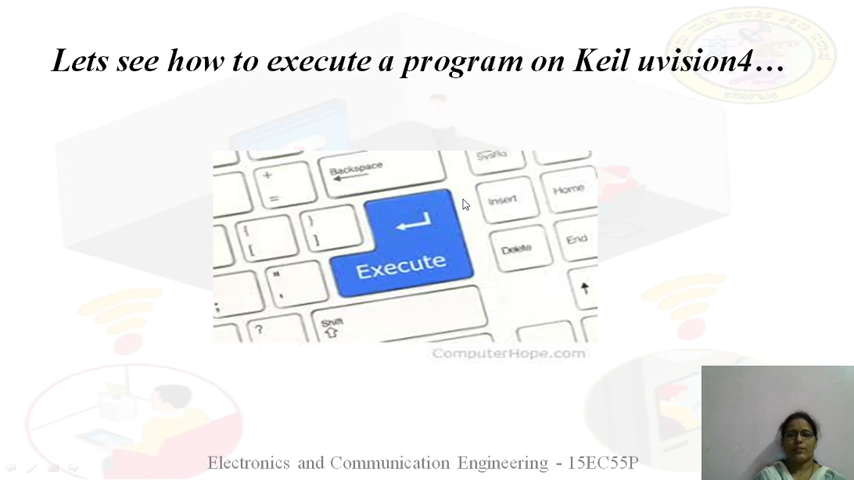 Lets see how to execute a program on Keil uvision4…
Backspace
SysRq
+
=
Insert
Home
{
[
}
]
Execute
Delete
End
"
'
;
?
Shift
ComputerHope.com
Electronics and Communication Engineering - 15EC55P